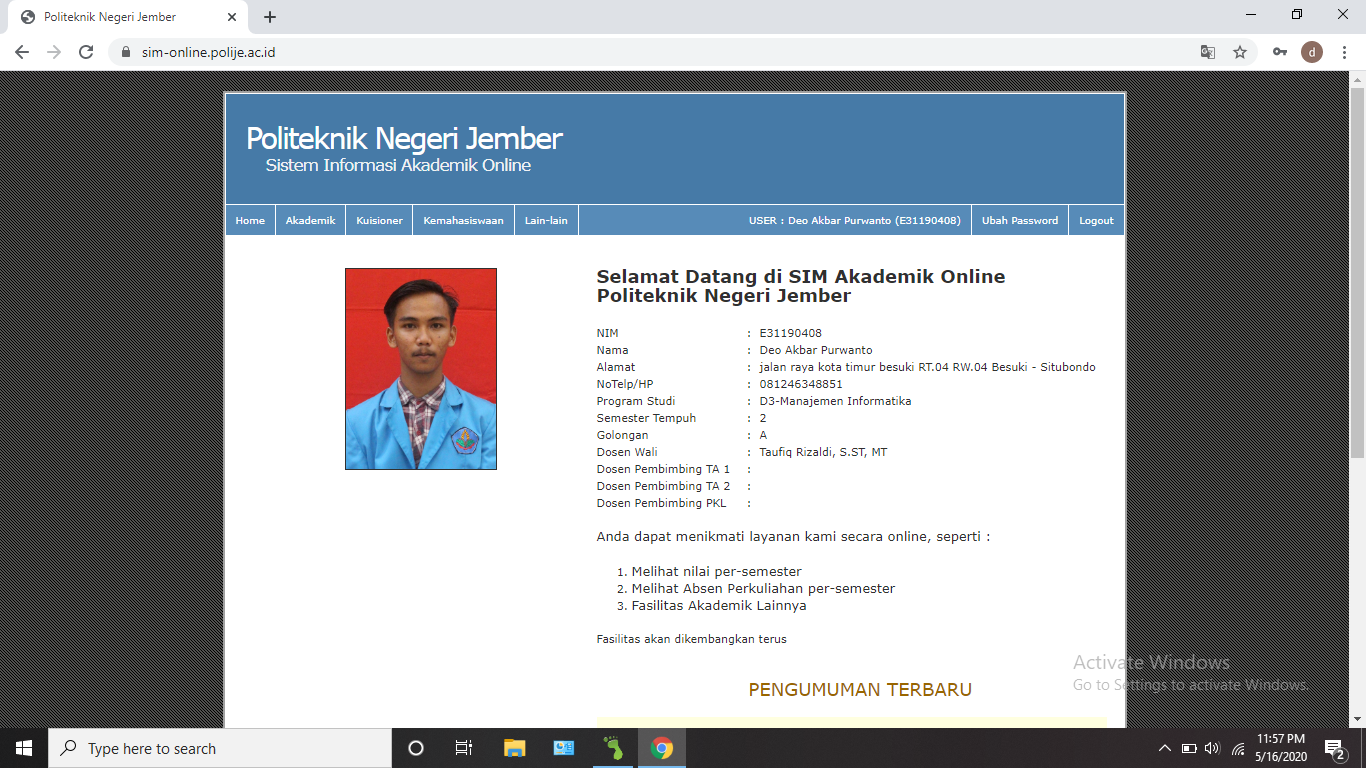 Politeknik Negeri Jember
sim-online.polije.ac.id
d
Politeknik Negeri Jember
Sistem Informasi Akademik Online
Home Akademik Kuisioner Kemahasiswaan Lain-lain USER : Deo Akbar Purwanto (E31190408) Ubah Password Logout
Selamat Datang di SIM Akademik Online
Politeknik Negeri Jember
NIM : E31190408
Nama : Deo Akbar Purwanto
Alamat : jalan raya kota timur besuki RT.04 RW.04 Besuki - Situbondo
NoTelp/HP : 081246348851
Program Studi : D3-Manajemen Informatika
Semester Tempuh : 2
Golongan : A
Dosen Wali : Taufiq Rizaldi, S.ST, MT
Dosen Pembimbing TA 1 :
Dosen Pembimbing TA 2 :
Dosen Pembimbing PKL :
Anda dapat menikmati layanan kami secara online, seperti :
1. Melihat nilai per-semester
2. Melihat Absen Perkuliahan per-semester
3. Fasilitas Akademik Lainnya
Fasilitas akan dikembangkan terus
PENGUMUMAN TERBARU
Activate Windows
Go to Settings to activate Windows.
Type here to search
11:57 PM
5/16/2020
2